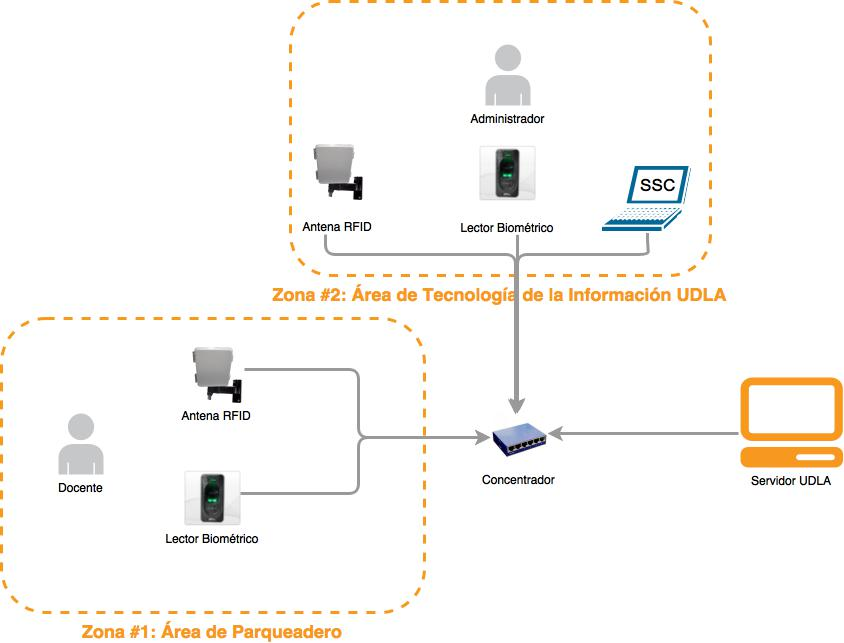 Administrador
SSC
Antena RFID
Lector Biométrico
Zona #2: Área de Tecnología de la Información UDLA
Antena RFID
Docente
Lector Biométrico
Concentrador
Servidor UDLA
Zona #1: Área de Parqueadero